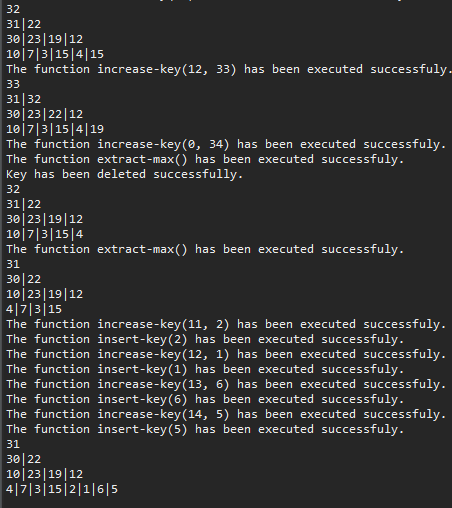 32
31|22
30|23|19|12
10|7|3|15|4|15
The function increase-key(12, 33) has been executed successfuly.
33
31|32
30|23|22|12
10|7|3|15|4|19
The function increase-key(0, 34) has been executed successfuly.
The function extract-max() has been executed successfuly.
Key has been deleted successfully.
32
31|22
30|23|19|12
10|7|3|15|4
The function extract-max() has been executed successfuly.
31
30|22
10|23|19|12
4|7|3|15
The function increase-key(11, 2) has been executed successfuly.
The function insert-key(2) has been executed successfuly.
The function increase-key(12, 1) has been executed successfuly.
The function insert-key(1) has been executed successfuly.
The function increase-key(13, 6) has been executed successfuly.
The function insert-key(6) has been executed successfuly.
The function increase-key(14, 5) has been executed successfuly.
The function insert-key(5) has been executed successfuly.
31
30|22
10|23|19|12
4|7|3|15|2|1|6|5